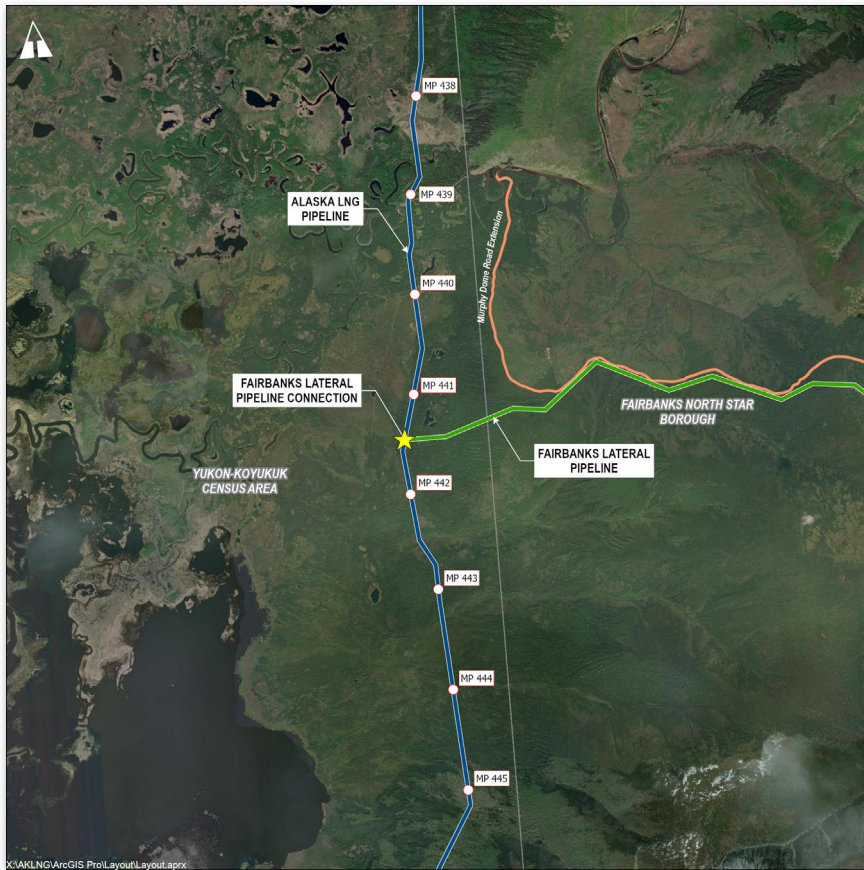 MP 438
MP 439
ALASKA LNG
PIPELINE
Murphy Dome Road Extension
MP 440
FAIRBANKS LATERAL
PIPELINE CONNECTION
MP 441
FAIRBANKS NORTH STAR
BOROUGH
FAIRBANKS LATERAL
PIPELINE
YUKON-KOYUKUK
CENSUS AREA
MP 442
MP 443
MP 444
MP 445
X:\AKLNG\ArcGIS Pro\Layout\Layout.aprx